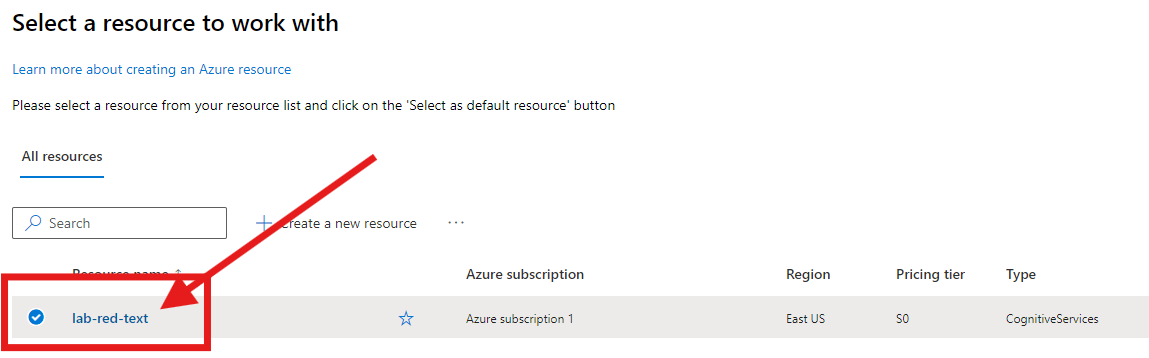 Select a resource to work with
Learn more about creating an Azure resource
Please select a resource from your resource list and click on the 'Select as default resource' button
All resources
Search Create a new resource ...
Resource name ↑ Azure subscription Region Pricing tier Type
lab-red-text Azure subscription 1 East US S0 CognitiveServices